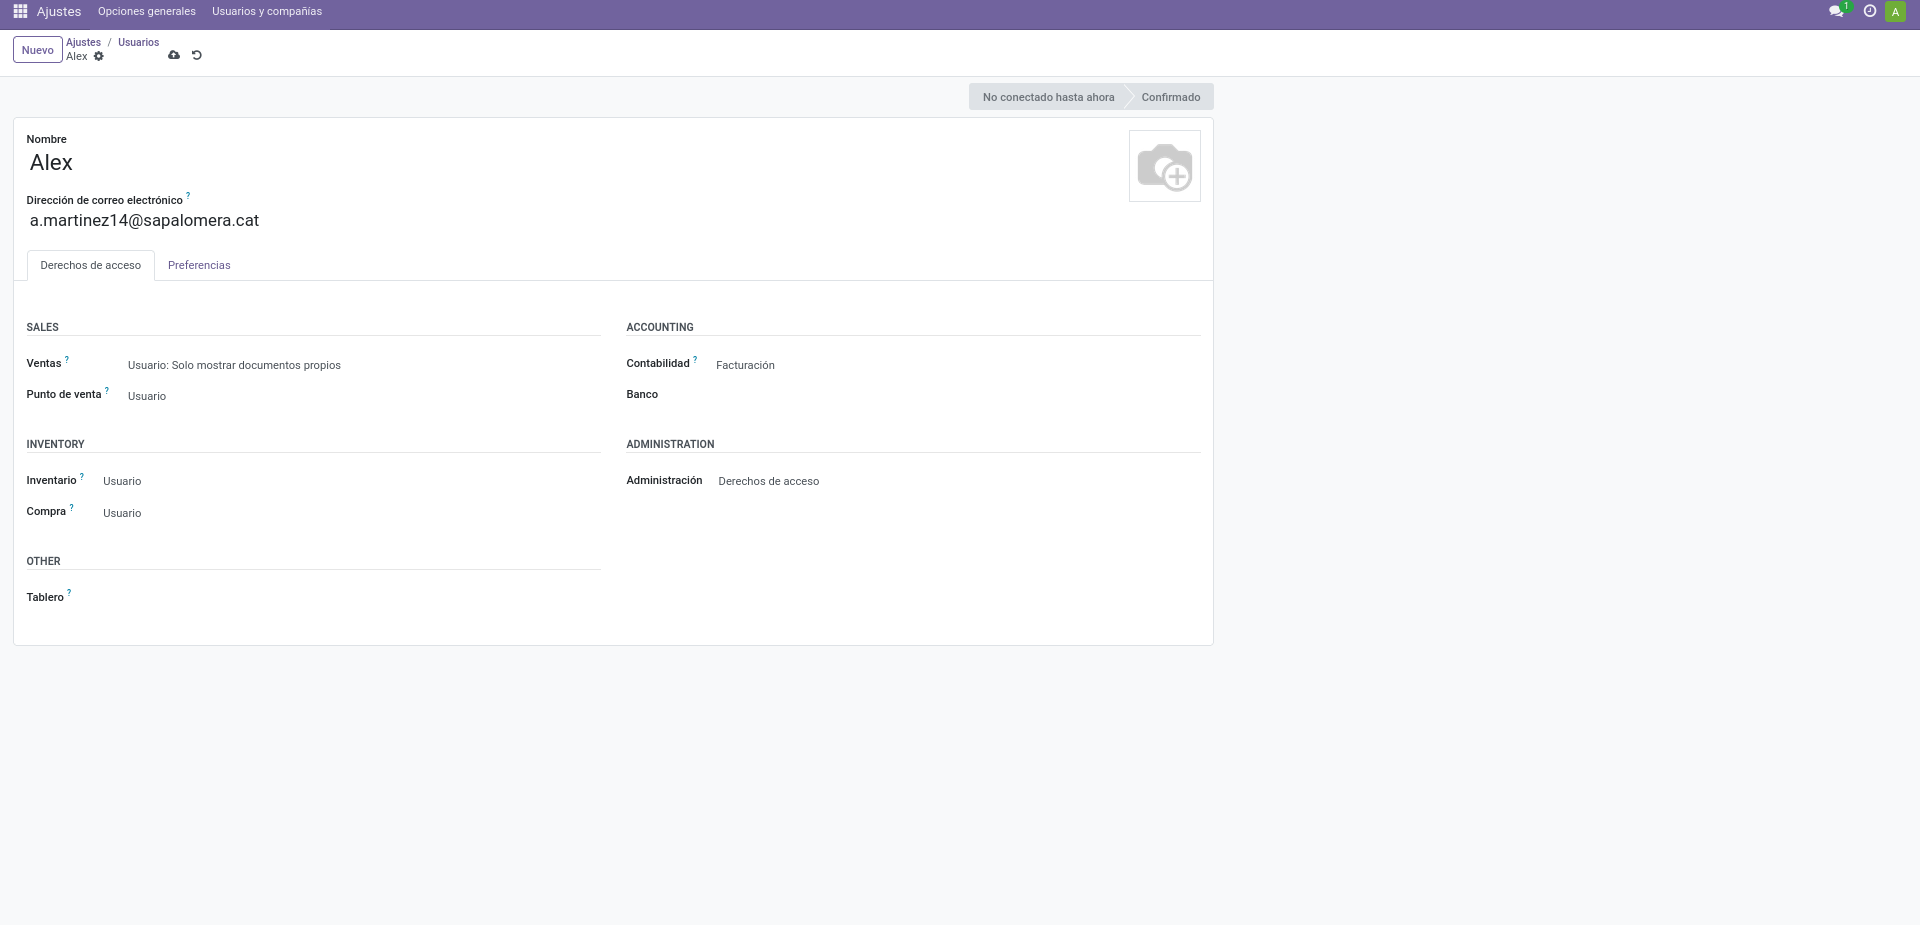 Ajustes Opciones generales Usuarios y compañías 1 A
Nuevo Ajustes / Usuarios
Alex
No conectado hasta ahora Confirmado
Nombre
Alex
Dirección de correo electrónico ?
a.martinez14@sapalomera.cat
Derechos de acceso Preferencias
SALES
Ventas ? Usuario: Solo mostrar documentos propios
Punto de venta ? Usuario
ACCOUNTING
Contabilidad ? Facturación
Banco
INVENTORY
Inventario ? Usuario
Compra ? Usuario
ADMINISTRATION
Administración Derechos de acceso
OTHER
Tablero ?